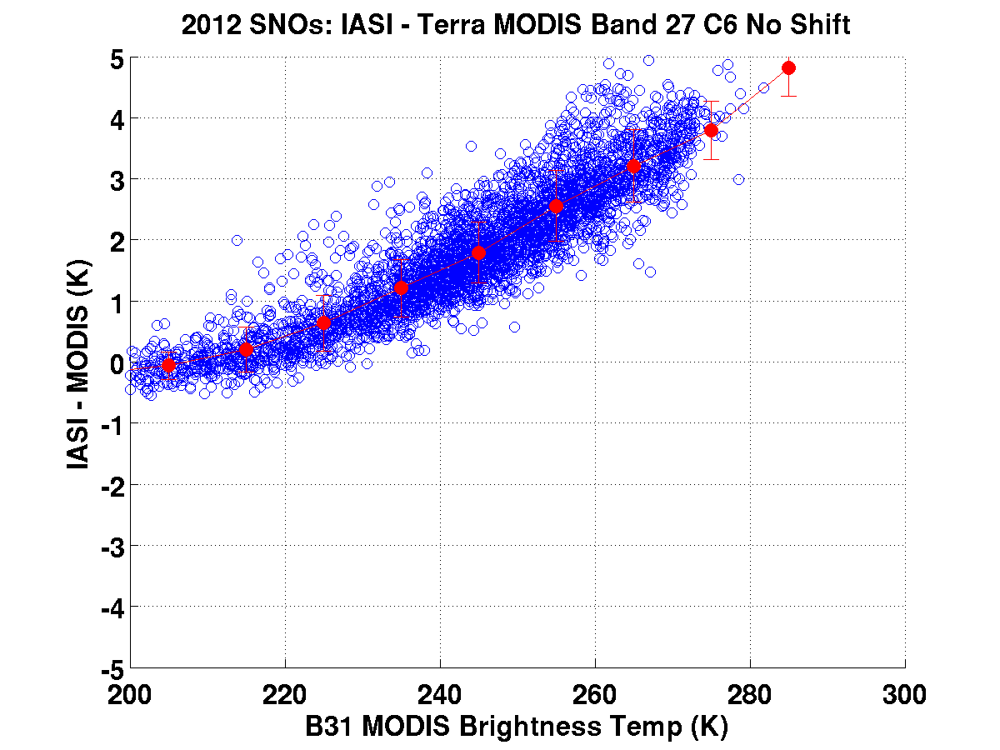 2012 SNOs: IASI - Terra MODIS Band 27 C6 No Shift
5
4
3
2
1
0
-1
-2
-3
-4
-5
IASI - MODIS (K)
200 220 240 260 280 300
B31 MODIS Brightness Temp (K)